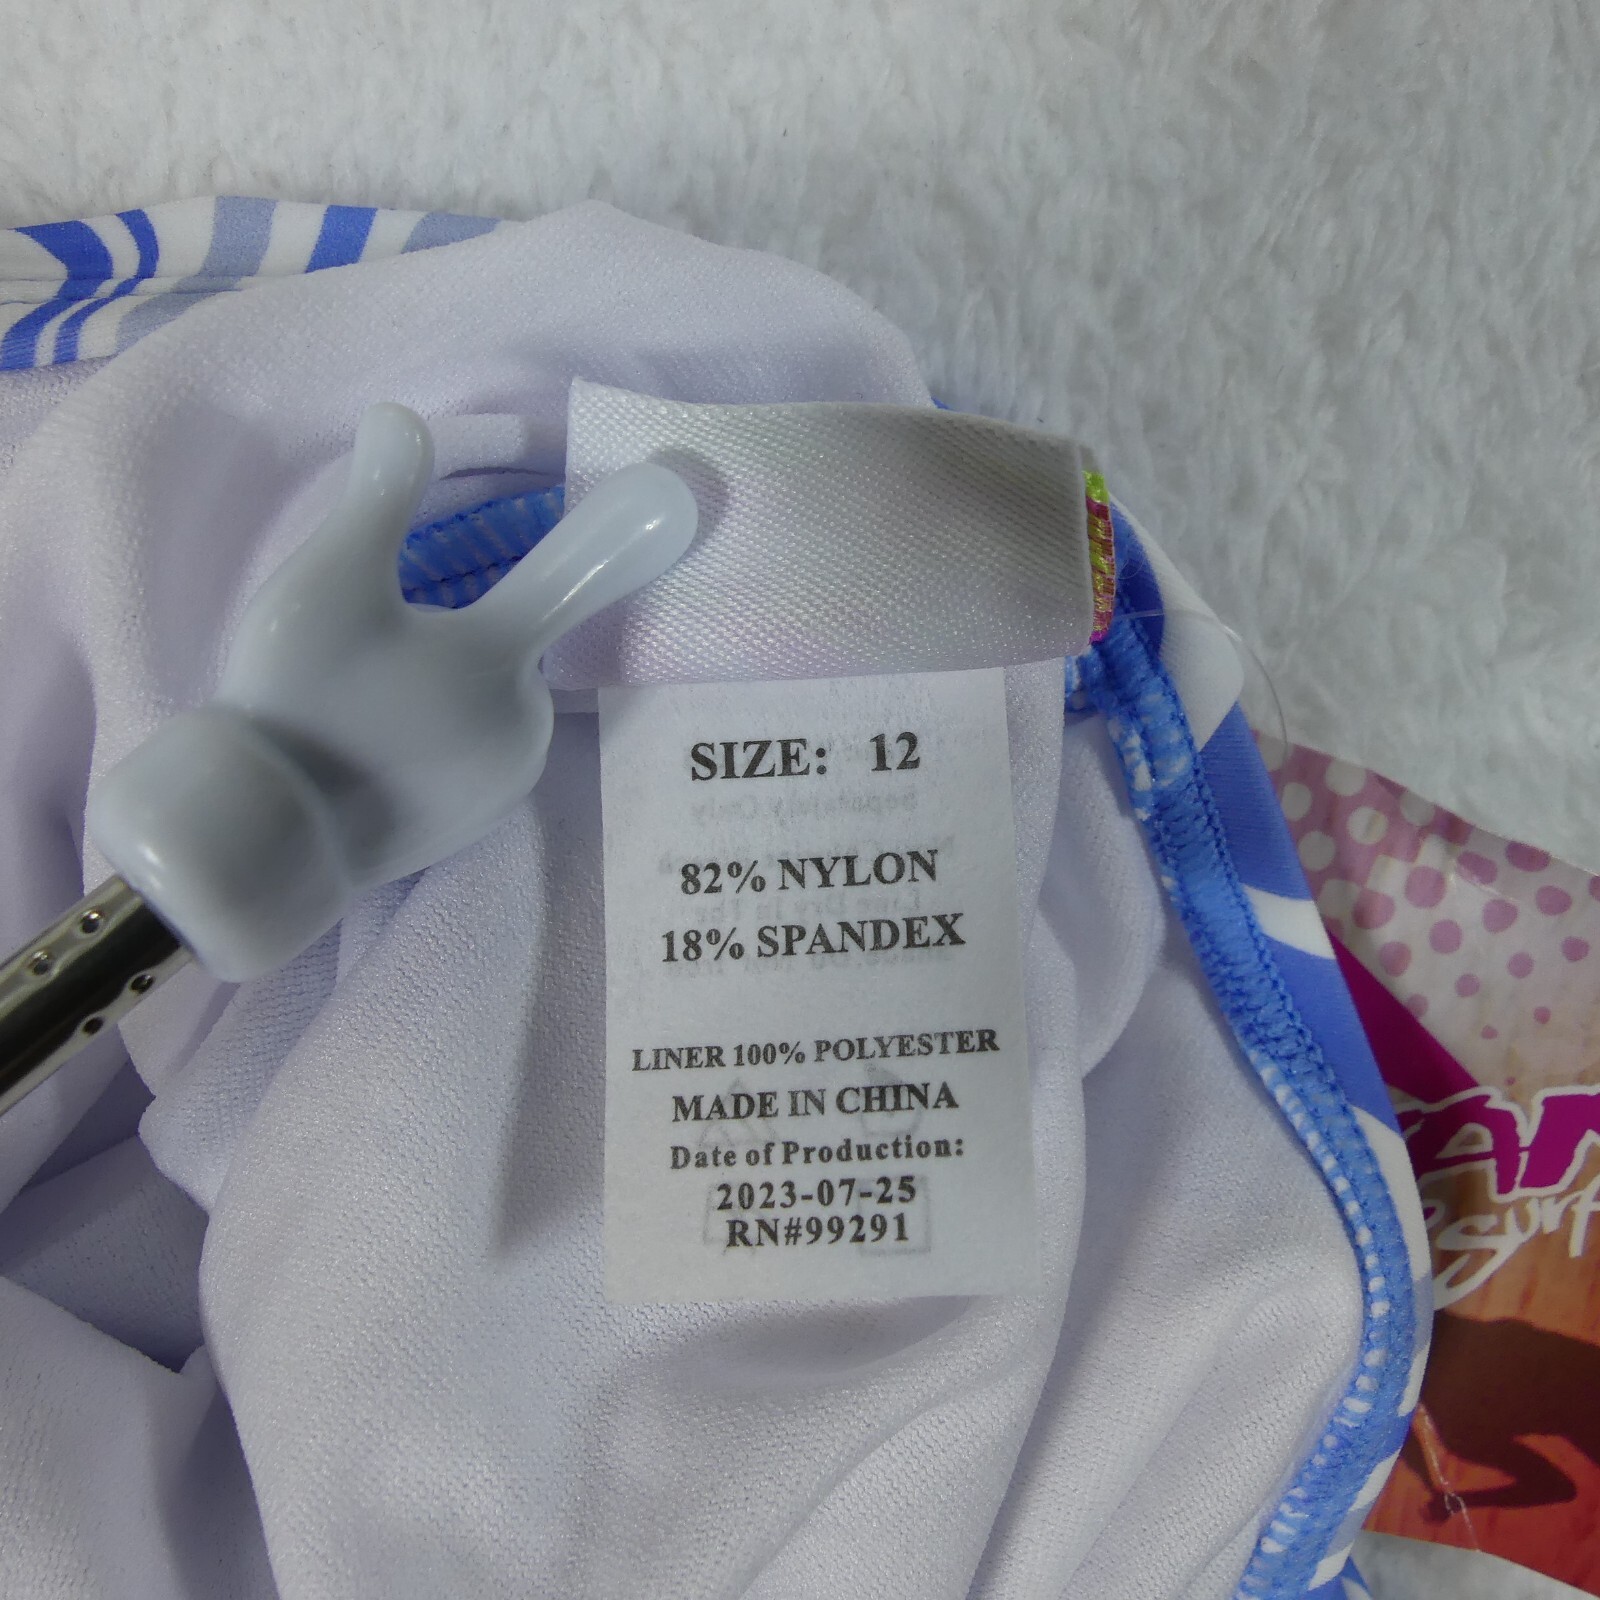 SIZE: 12
82% NYLON
18% SPANDEX
LINER 100% POLYESTER
MADE IN CHINA
Date of Production:
2023-07-25
RN#99291
surf